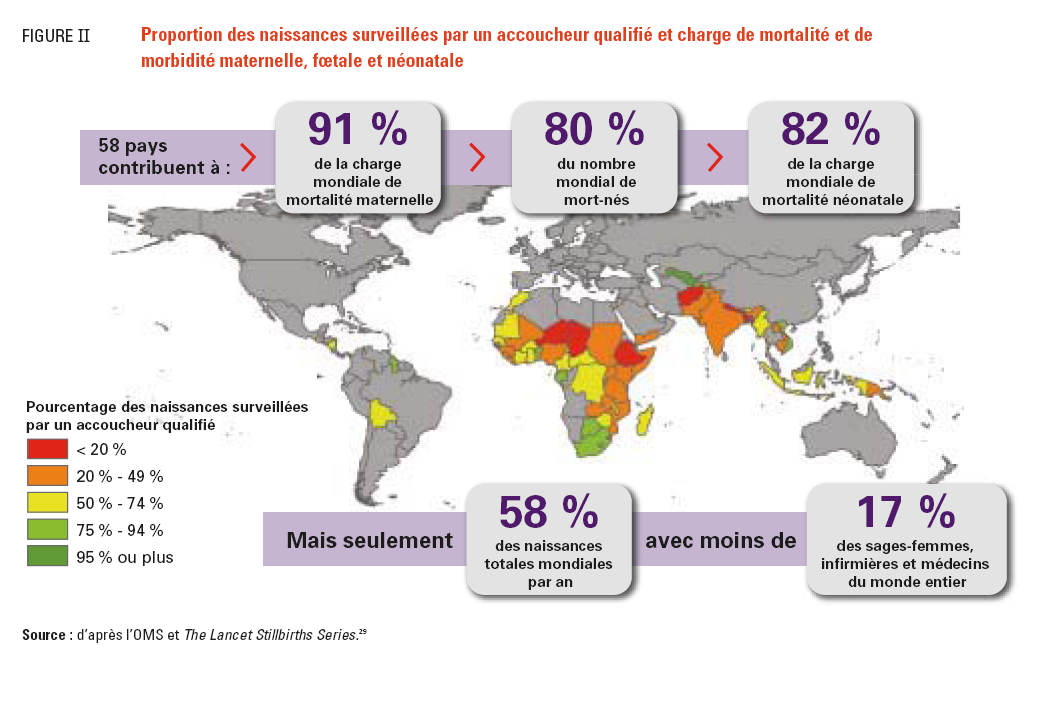 FIGURE II
Proportion des naissances surveillées par un accoucheur qualifié et charge de mortalité et de
morbidité maternelle, fœtale et néonatale
58 pays
contribuent à :
91 %
de la charge
mondiale de
mortalité maternelle
80 %
du nombre
mondial de
mort-nés
82 %
de la charge
mondiale de
mortalité néonatale
Pourcentage des naissances surveillées
par un accoucheur qualifié
< 20 %
20 % - 49 %
50 % - 74 %
75 % - 94 %
95 % ou plus
Mais seulement
58 %
des naissances
totales mondiales
par an
avec moins de
17 %
des sages-femmes,
infirmières et médecins
du monde entier
Source : d'après l'OMS et The Lancet Stillbirths Series.²⁹